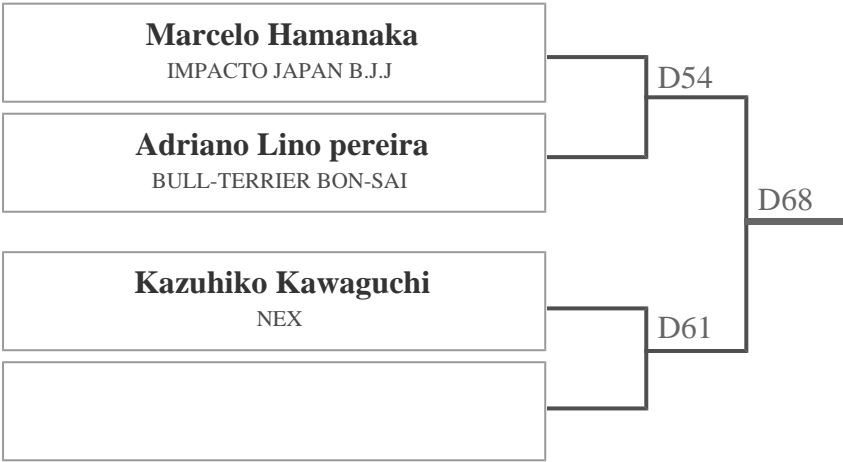 Marcelo Hamanaka
IMPACTO JAPAN B.J.J
D54
Adriano Lino pereira
BULL-TERRIER BON-SAI
D68
Kazuhiko Kawaguchi
NEX
D61